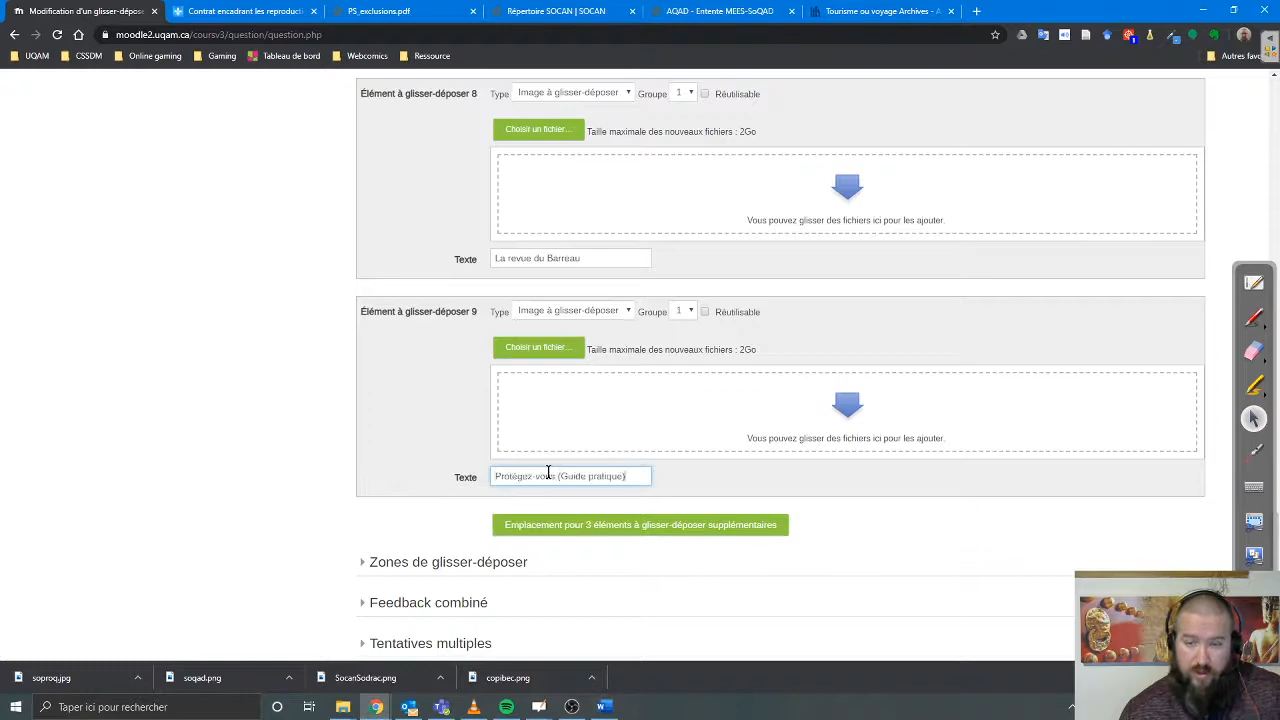 Modification d'un glisser-dépos
Contrat encadrant les reproducti
PS_exclusions.pdf
Répertoire SOCAN | SOCAN
AQAD - Entente MEES-SoQAD
Tourisme ou voyage Archives - A
moodle2.uqam.ca/coursv3/question/question.php
UQAM
CSSDM
Online gaming
Gaming
Tableau de bord
Webcomics
Ressource
Autres favo
Élément à glisser-déposer 8
Type
Image à glisser-déposer
Groupe
1
Réutilisable
Choisir un fichier...
Taille maximale des nouveaux fichiers : 2Go
Vous pouvez glisser des fichiers ici pour les ajouter.
Texte
La revue du Barreau
Élément à glisser-déposer 9
Type
Image à glisser-déposer
Groupe
1
Réutilisable
Choisir un fichier...
Taille maximale des nouveaux fichiers : 2Go
Vous pouvez glisser des fichiers ici pour les ajouter.
Texte
Protégez-vous (Guide pratique)
Emplacement pour 3 éléments à glisser-déposer supplémentaires
Zones de glisser-déposer
Feedback combiné
Tentatives multiples
soproq.jpg
soqad.png
SocanSodrac.png
copibec.png
Taper ici pour rechercher